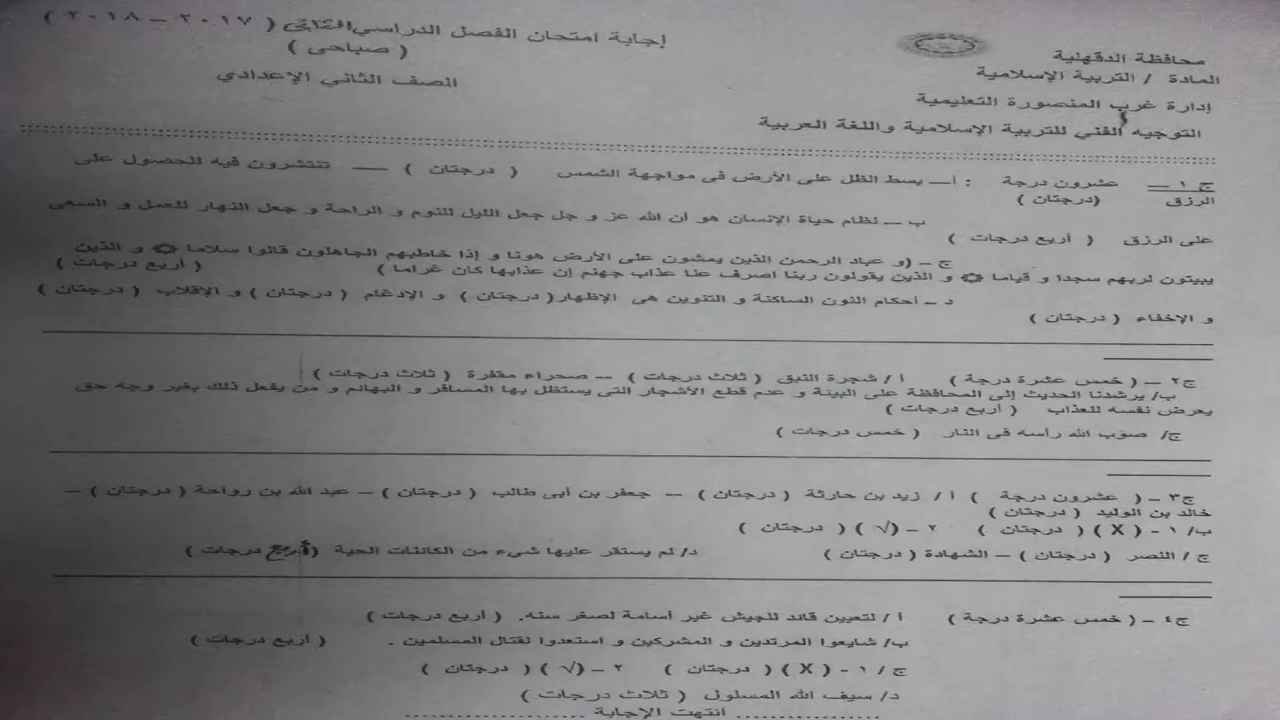 محافظة الدقهلية
المادة / التربية الإسلامية
إدارة غرب المنصورة التعليمية
التوجيه الفني للتربية الإسلامية واللغة العربية
إجابة امتحان الفصل الدراسي الثاني ( ٢٠١٧ – ٢٠١٨ )
( صباحى )
الصف الثاني الإعدادي
ج ١ — عشرون درجة : أ — بسط الظل على الأرض فى مواجهة الشمس ( درجتان ) — تنتشرون فيه للحصول على
الرزق (درجتان )
ب – نظام حياة الإنسان هو أن الله عز و جل جعل الليل للنوم و الراحة و جعل النهار للعمل و السعى
على الرزق ( أربع درجات )
ج – (و عباد الرحمن الذين يمشون على الأرض هونا و إذا خاطبهم الجاهلون قالوا سلاما ۞ و الذين
يبيتون لربهم سجدا و قياما ۞ و الذين يقولون ربنا اصرف عنا عذاب جهنم إن عذابها كان غراما ) ( أربع درجات )
د – أحكام النون الساكنة و التنوين هى الإظهار( درجتان ) و الإدغام ( درجتان ) و الإقلاب ( درجتان )
و الإخفاء ( درجتان )
ج٢ – ( خمس عشرة درجة ) أ / شجرة النبق ( ثلاث درجات ) -- صحراء مقفرة ( ثلاث درجات )
ب/ يرشدنا الحديث إلى المحافظة على البيئة و عدم قطع الأشجار التى يستظل بها المسافر و البهائم و من يفعل ذلك بغير وجه حق
يعرض نفسه للعذاب ( أربع درجات )
ج/ صوب الله رأسه فى النار ( خمس درجات )
ج٣ – ( عشرون درجة ) أ / زيد بن حارثة ( درجتان ) -- جعفر بن أبى طالب ( درجتان ) – عبد الله بن رواحة ( درجتان ) –
خالد بن الوليد ( درجتان )
ب/ ١ - ( X ) ( درجتان ) ٢ – (√ ) ( درجتان )
ج / النصر ( درجتان ) – الشهادة ( درجتان ) د/ لم يستقر عليها شيء من الكائنات الحية ( أربع درجات )
ج٤ – ( خمس عشرة درجة ) أ / لتعيين قائد للجيش غير أسامة لصغر سنه. ( أربع درجات )
ب/ شايعوا المرتدين و المشركين و استعدوا لقتال المسلمين . ( أربع درجات )
ج / ١ - ( X ) ( درجتان ) ٢ – (√ ) ( درجتان )
د/ سيف الله المسلول ( ثلاث درجات )
.................. انتهت الإجابة ......................